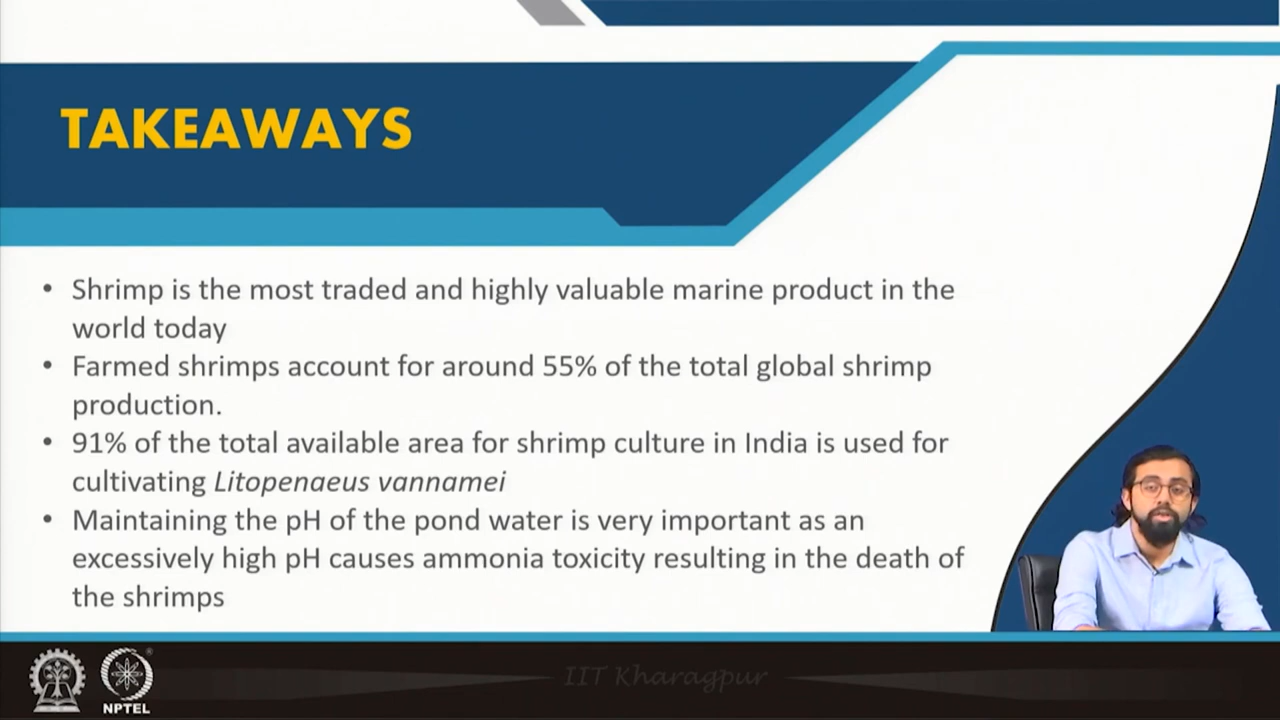 TAKEAWAYS
• Shrimp is the most traded and highly valuable marine product in the
world today
• Farmed shrimps account for around 55% of the total global shrimp
production.
• 91% of the total available area for shrimp culture in India is used for
cultivating Litopenaeus vannamei
• Maintaining the pH of the pond water is very important as an
excessively high pH causes ammonia toxicity resulting in the death of
the shrimps
IIT Kharagpur
NPTEL